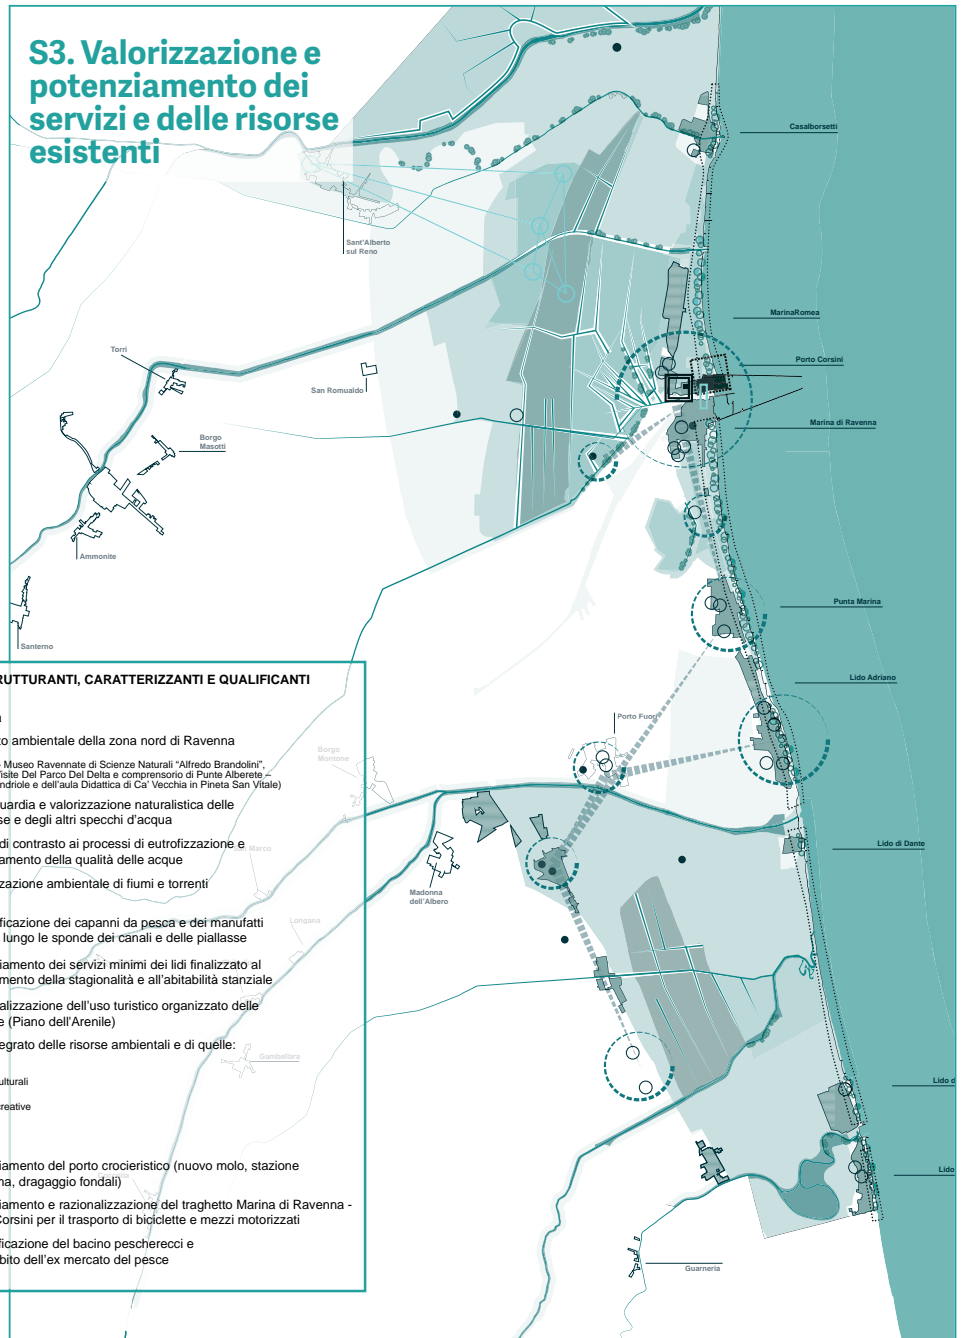 S3. Valorizzazione e
potenziamento dei
servizi e delle risorse
esistenti
Casalborsetti
Sant'Alberto
sul Reno
MarinaRomea
Torri
Porto Corsini
San Romualdo
Marina di Ravenna
Borgo
Masotti
Ammonite
Punta Marina
Santerno
Lido Adriano
Porto Fuori
Borgo
Montone
Lido di Dante
San Marco
Madonna
dell'Albero
Longana
Gambellara
Lido d
Lido
Guarneria
RUTTURANTI, CARATTERIZZANTI E QUALIFICANTI
ambientale della zona nord di Ravenna
Museo Ravennate di Scienze Naturali “Alfredo Brandolini”,
isite Del Parco Del Delta e comprensorio di Punte Alberete –
ndriole e dell'aula Didattica di Ca' Vecchia in Pineta San Vitale)
uardia e valorizzazione naturalistica delle
se e degli altri specchi d'acqua
di contrasto ai processi di eutrofizzazione e
amento della qualità delle acque
zzazione ambientale di fiumi e torrenti
ficazione dei capanni da pesca e dei manufatti
lungo le sponde dei canali e delle piallasse
iamento dei servizi minimi dei lidi finalizzato al
mento della stagionalità e all'abitabilità stanziale
alizzazione dell'uso turistico organizzato delle
e (Piano dell'Arenile)
egrato delle risorse ambientali e di quelle:
ulturali
creative
iamento del porto crocieristico (nuovo molo, stazione
ma, dragaggio fondali)
iamento e razionalizzazione del traghetto Marina di Ravenna -
Corsini per il trasporto di biciclette e mezzi motorizzati
ficazione del bacino pescherecci e
bito dell'ex mercato del pesce